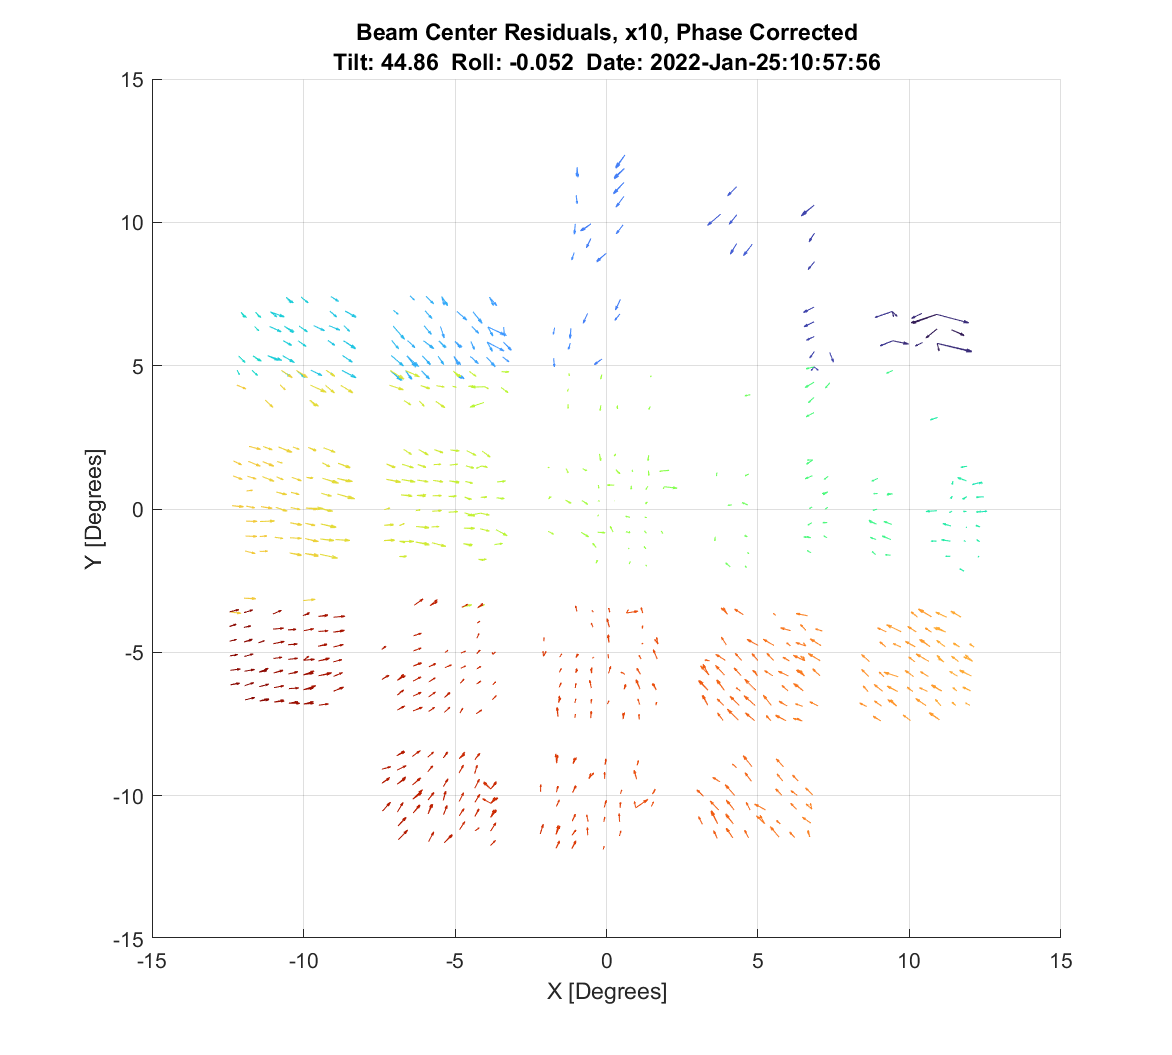 Beam Center Residuals, x10, Phase Corrected
Tilt: 44.86 Roll: -0.052 Date: 2022-Jan-25:10:57:56
15
10
5
0
-5
-10
-15
Y [Degrees]
-15 -10 -5 0 5 10 15
X [Degrees]